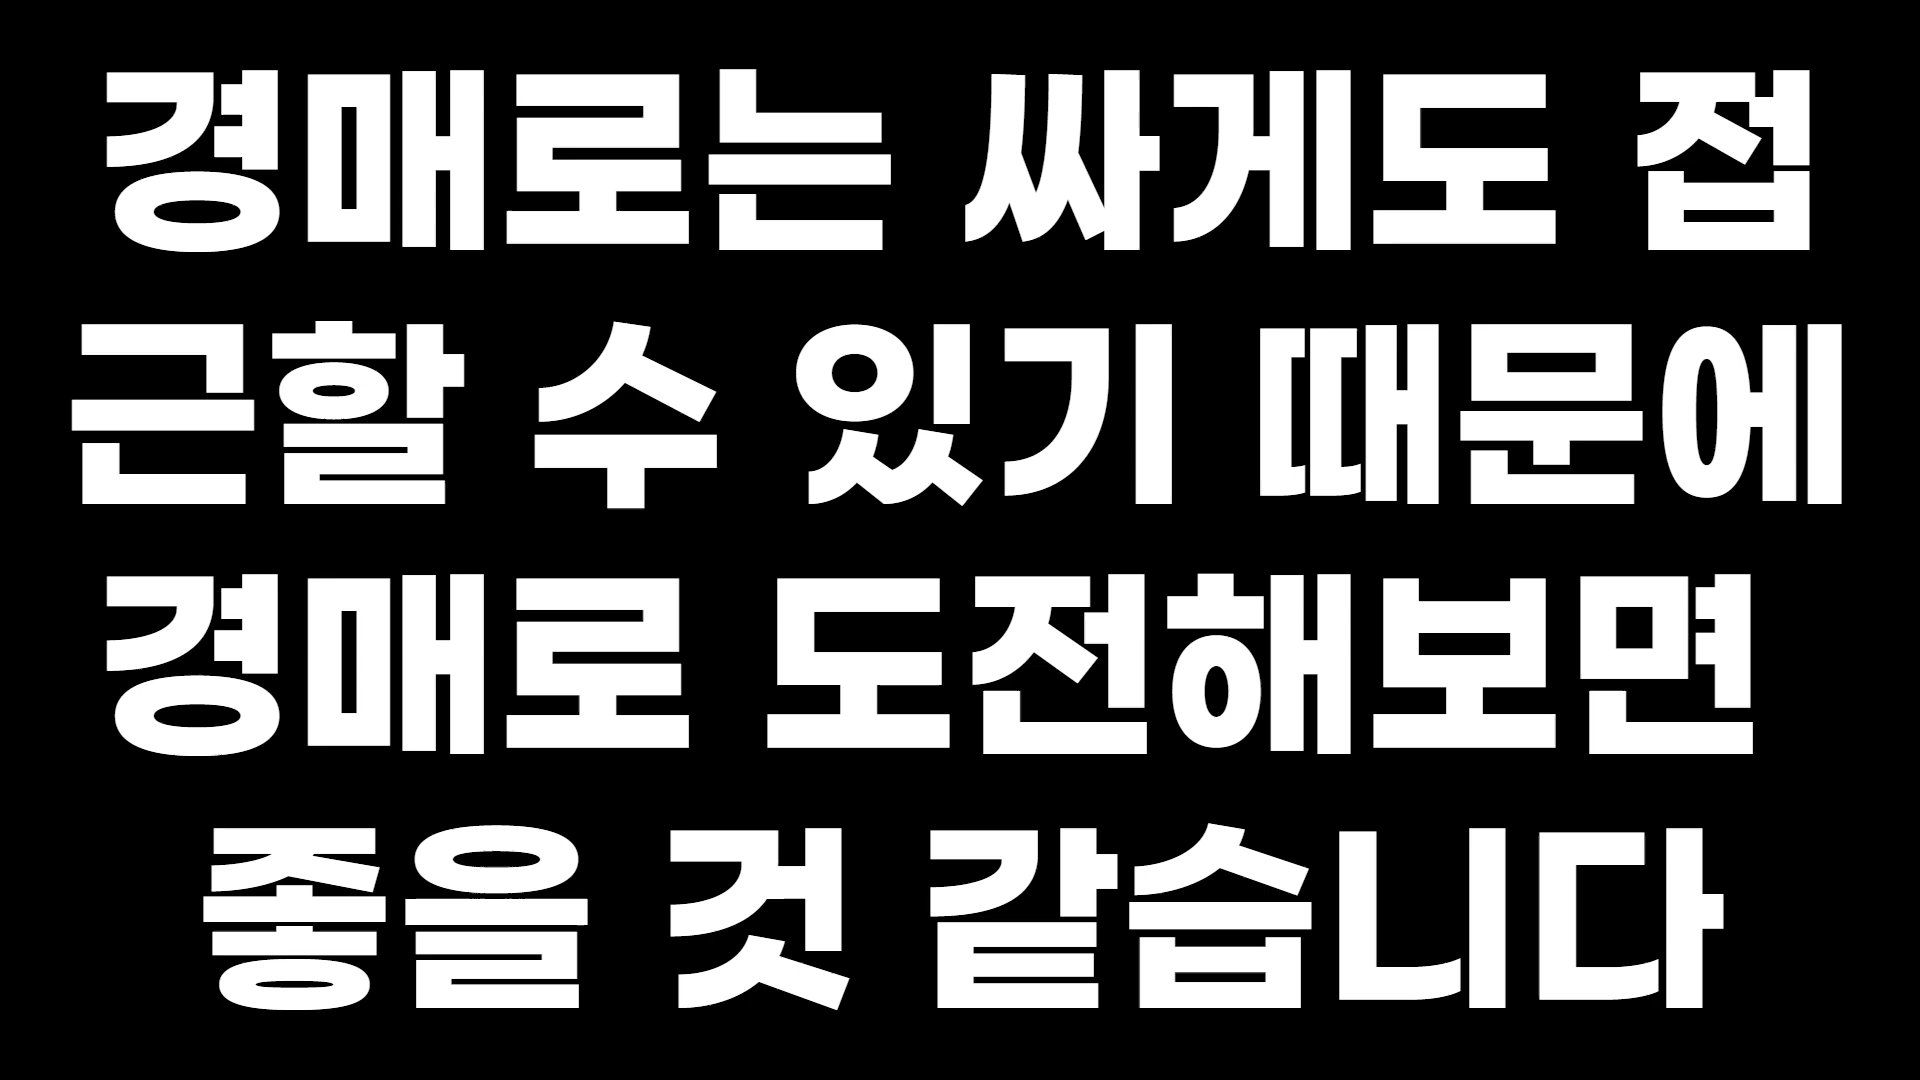 경매로는 싸게도 접
근할 수 있기 때문에
경매로 도전해보면
좋을 것 같습니다